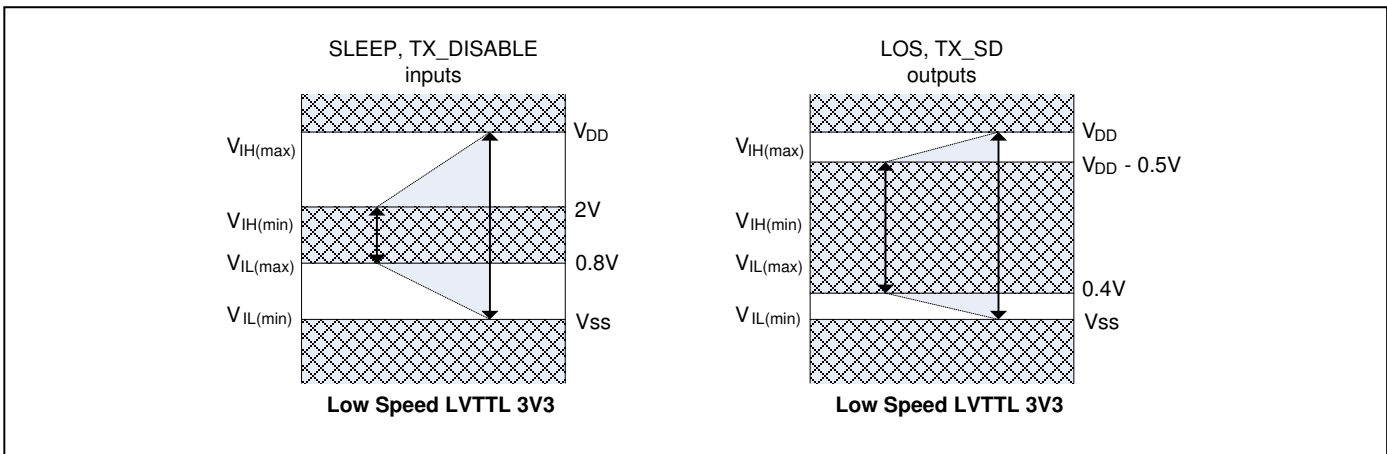 SLEEP, TX_DISABLE
inputs
VIH(max)
VIH(min)
VIL(max)
VIL(min)
VDD
2V
0.8V
Vss
Low Speed LVTTL 3V3
LOS, TX_SD
outputs
VIH(max)
VIH(min)
VIL(max)
VIL(min)
VDD
VDD - 0.5V
0.4V
Vss
Low Speed LVTTL 3V3